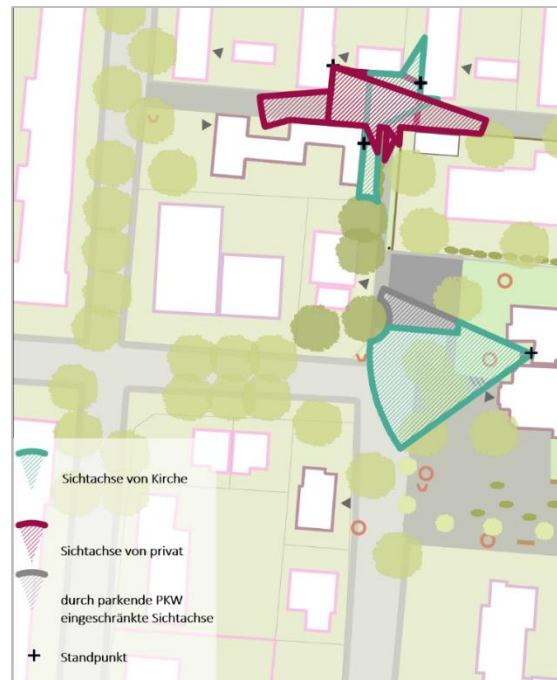 Sichtachse von Kirche
Sichtachse von privat
durch parkende PKW
eingeschränkte Sichtachse
Standpunkt